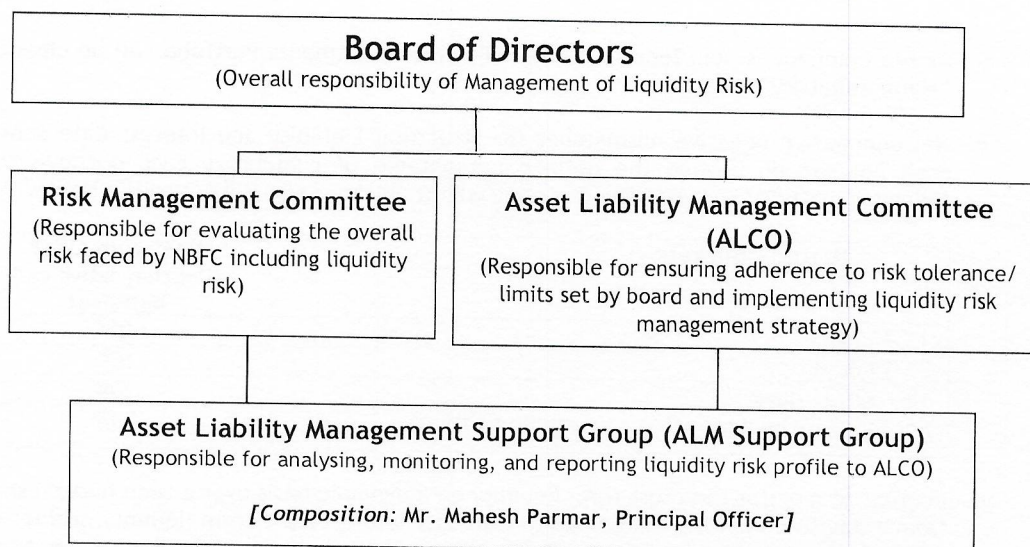 Board of Directors
(Overall responsibility of Management of Liquidity Risk)
Risk Management Committee
(Responsible for evaluating the overall
risk faced by NBFC including liquidity
risk)
Asset Liability Management Committee
(ALCO)
(Responsible for ensuring adherence to risk tolerance/
limits set by board and implementing liquidity risk
management strategy)
Asset Liability Management Support Group (ALM Support Group)
(Responsible for analysing, monitoring, and reporting liquidity risk profile to ALCO)
[Composition: Mr. Mahesh Parmar, Principal Officer]